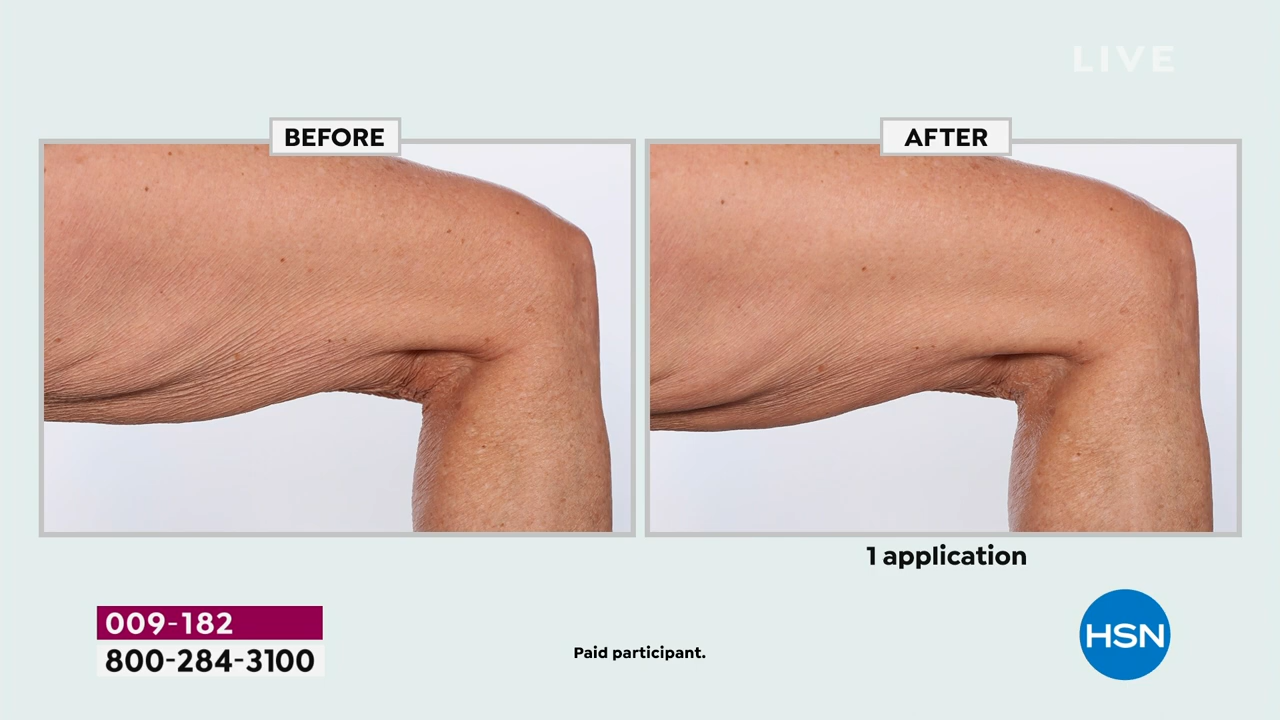 LIVE
BEFORE
AFTER
1 application
009-182
800-284-3100
Paid participant.
HSN